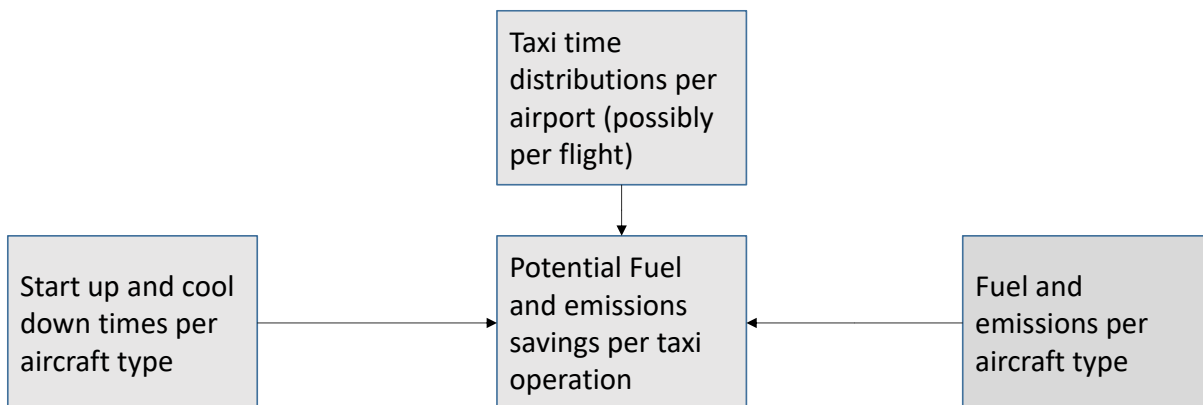 Taxi time
distributions per
airport (possibly
per flight)
Start up and cool
down times per
aircraft type
Potential Fuel
and emissions
savings per taxi
operation
Fuel and
emissions per
aircraft type